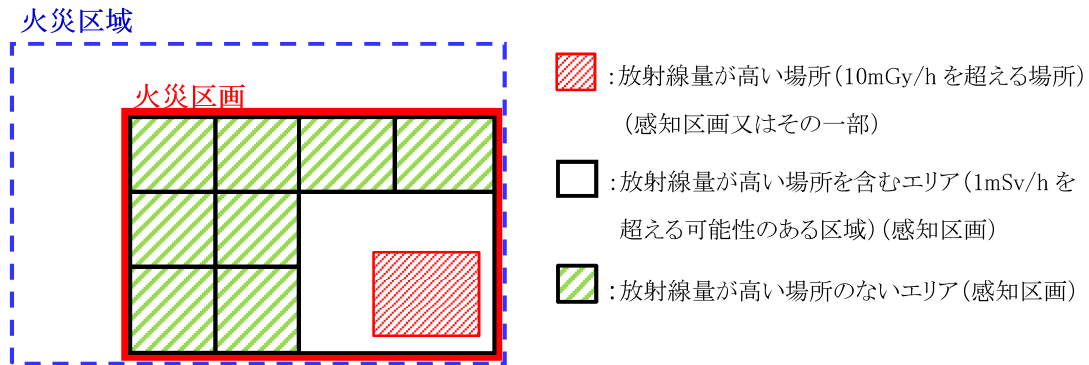 火災区域
火災区画
：放射線量が高い場所（10mGy/h を超える場所）
（感知区画又はその一部）
：放射線量が高い場所を含むエリア（1mSv/h を
超える可能性のある区域）（感知区画）
：放射線量が高い場所のないエリア（感知区画）